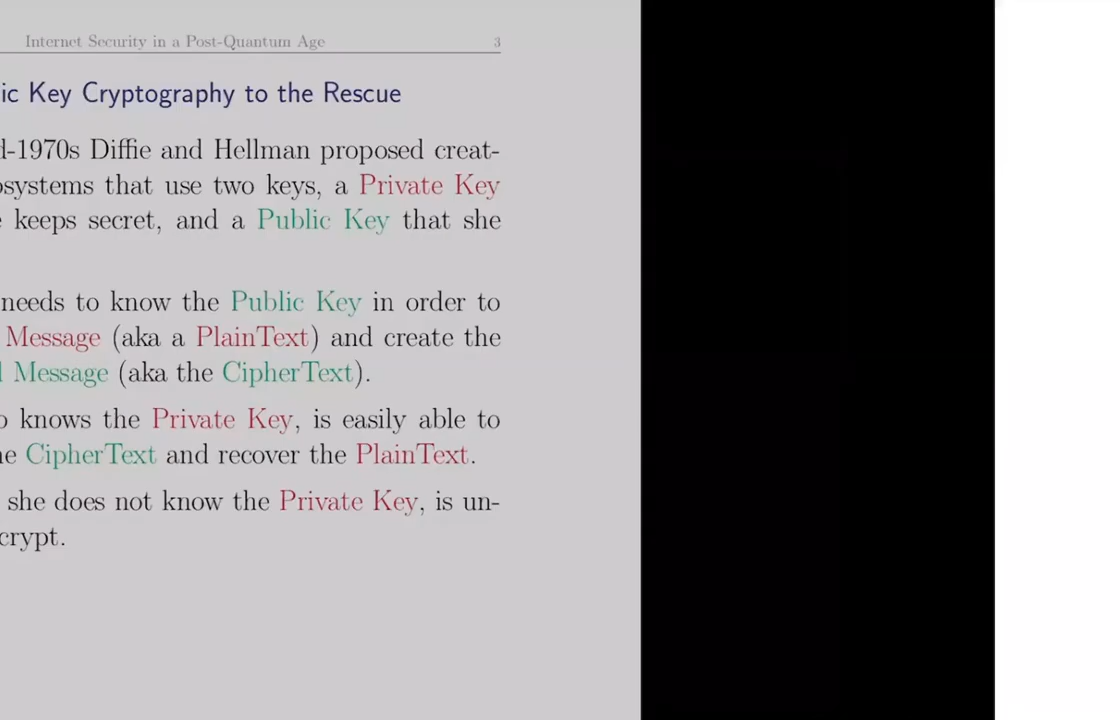 Internet Security in a Post-Quantum Age 3
ic Key Cryptography to the Rescue
d-1970s Diffie and Hellman proposed creat-
osystems that use two keys, a Private Key
e keeps secret, and a Public Key that she
needs to know the Public Key in order to
Message (aka a PlainText) and create the
d Message (aka the CipherText).
o knows the Private Key, is easily able to
he CipherText and recover the PlainText.
she does not know the Private Key, is un-
crypt.